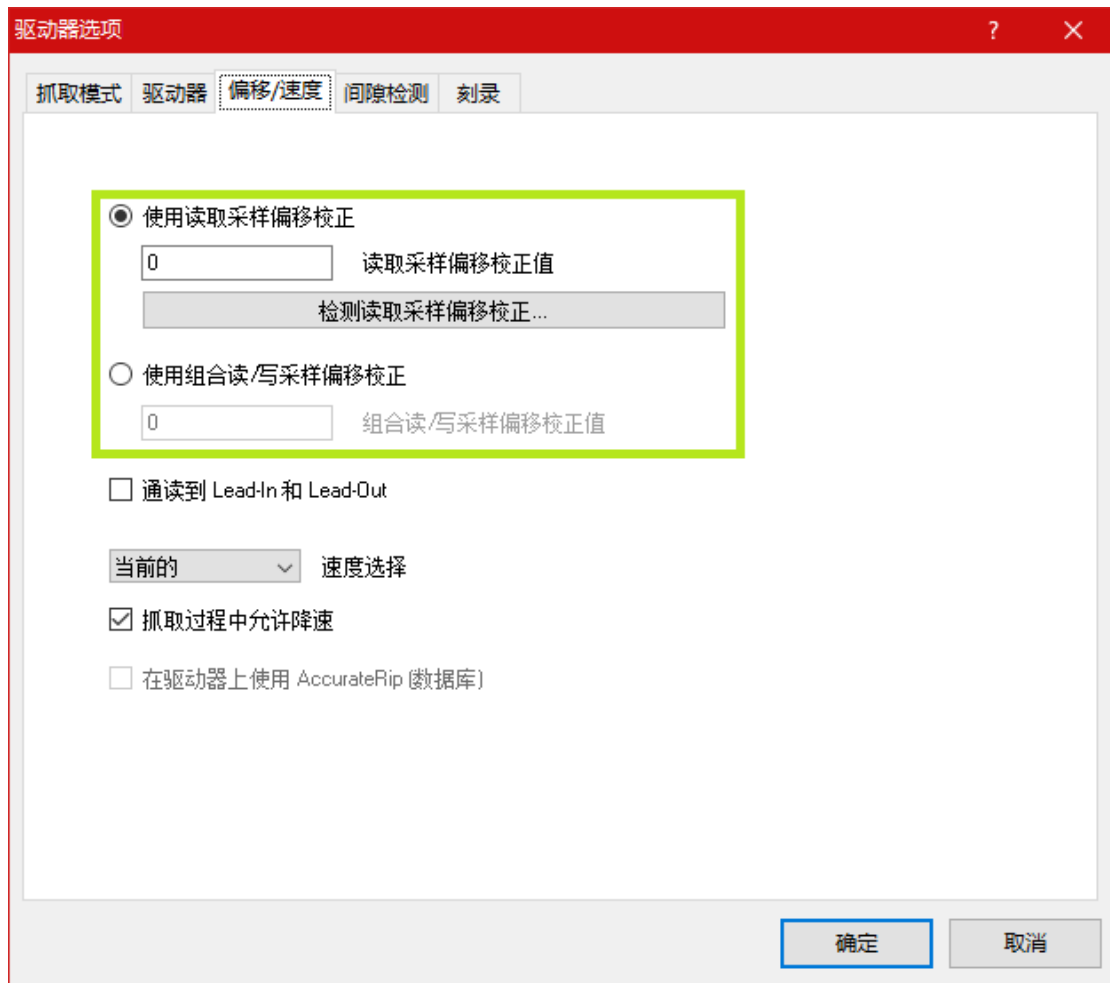 驱动器选项
抓取模式 驱动器 偏移/速度 间隙检测 刻录
使用读取采样偏移校正
0 读取采样偏移校正值
检测读取采样偏移校正...
使用组合读/写采样偏移校正
0 组合读/写采样偏移校正值
通读到 Lead-In 和 Lead-Out
当前的 速度选择
抓取过程中允许降速
在驱动器上使用 AccurateRip (数据库)
确定 取消